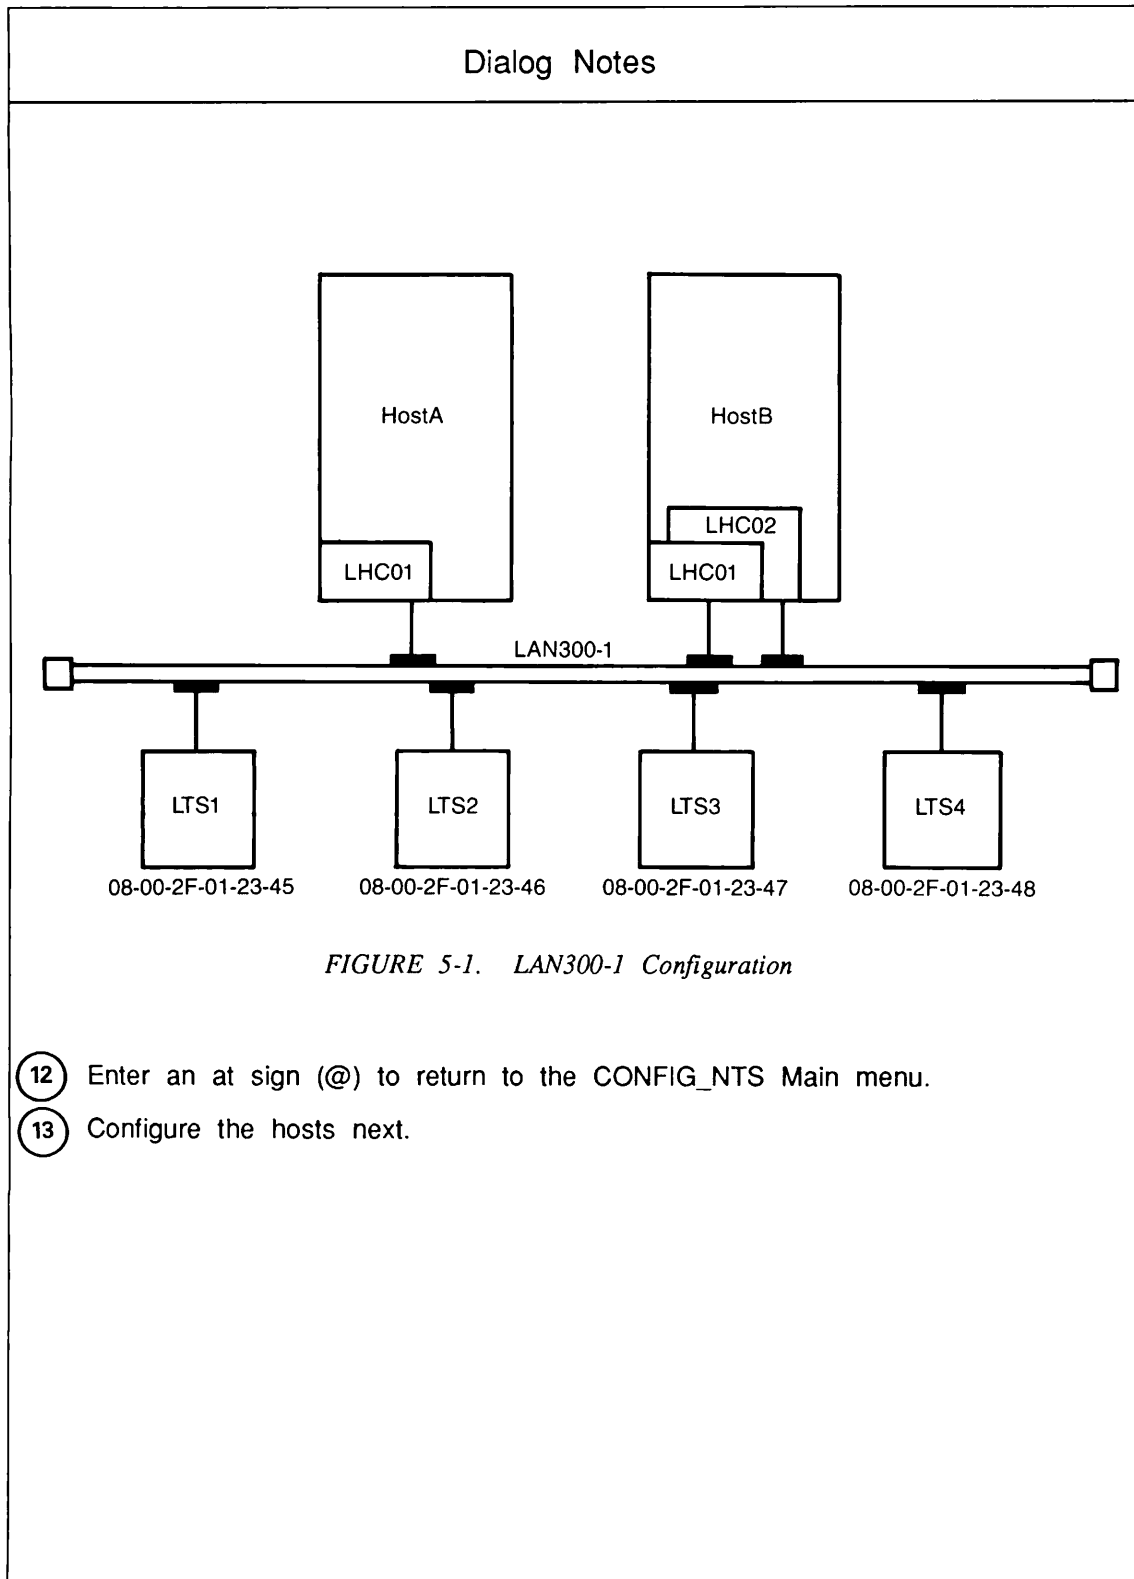 Dialog Notes
HostA
HostB
LHC02
LHC01
LHC01
LAN300-1
LTS1
LTS2
LTS3
LTS4
08-00-2F-01-23-45
08-00-2F-01-23-46
08-00-2F-01-23-47
08-00-2F-01-23-48
FIGURE 5-1. LAN300-1 Configuration
12 Enter an at sign (@) to return to the CONFIG_NTS Main menu.
13 Configure the hosts next.